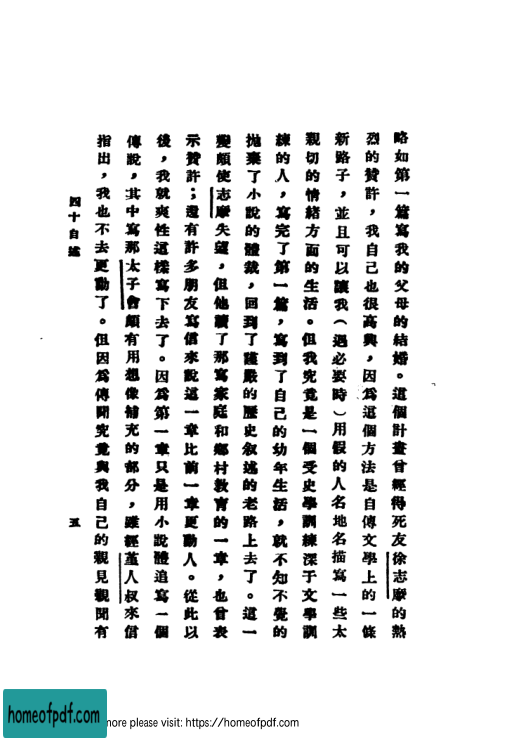 略如第一篇寫我的父母的結婚。這個計畫曾經得死友徐志摩的熱
烈的贊許，我自己也很高興，因爲這個方法是自傳文學上的一條
新路子，並且可以讓我（遇必要時）用假的人名地名描寫一些太
親切的情緒方面的生活。但我究竟是一個受史學訓練深于文學訓
練的人，寫完了第一篇，寫到了自己的幼年生活，就不知不覺的
拋棄了小說的體裁，回到了謹嚴的歷史敘述的老路上去了。這一
變頗使志摩失望，但他讀了那寫家庭和鄉村教育的一章，也曾表
示贊許；還有許多朋友寫信來說這一章比前一章更動人。從此以
後，我就爽性這樣寫下去了。因爲第一章只是用小說體追寫一個
傳說，其中寫那太子會頗有用想像補充的部分，雖經堇人叔來信
指出，我也不去更動了。但因爲傳聞究竟與我自己的親見親聞有
四十自述
五
homeofpdf.com
more please visit: https://homeofpdf.com